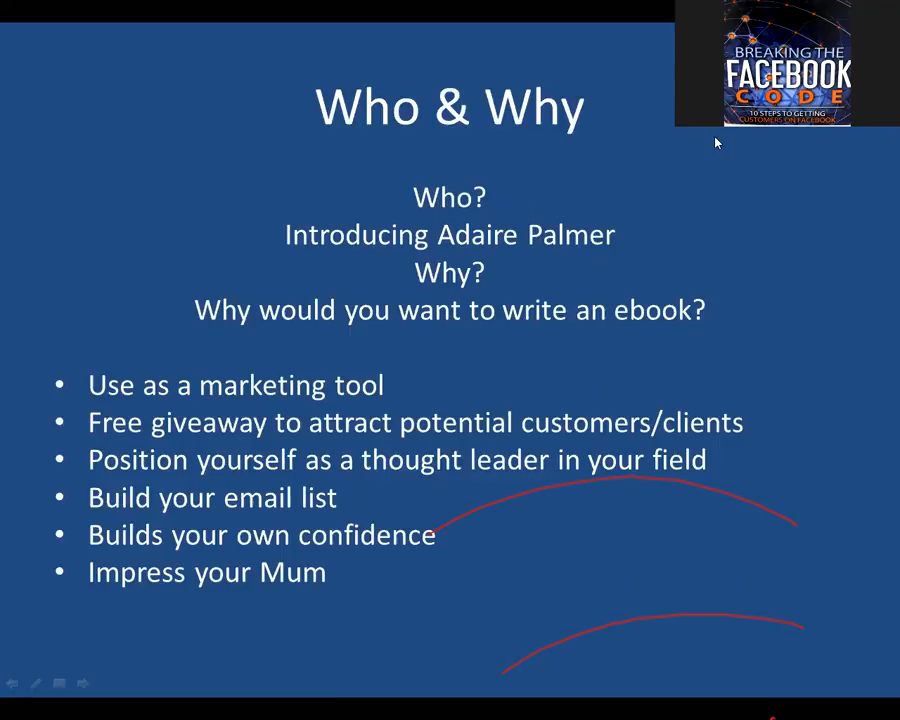 BREAKING THE
FACEBOOK
CODE
10 STEPS TO GETTING
CUSTOMERS ON FACEBOOK
Who & Why
Who?
Introducing Adaire Palmer
Why?
Why would you want to write an ebook?
• Use as a marketing tool
• Free giveaway to attract potential customers/clients
• Position yourself as a thought leader in your field
• Build your email list
• Builds your own confidence
• Impress your Mum